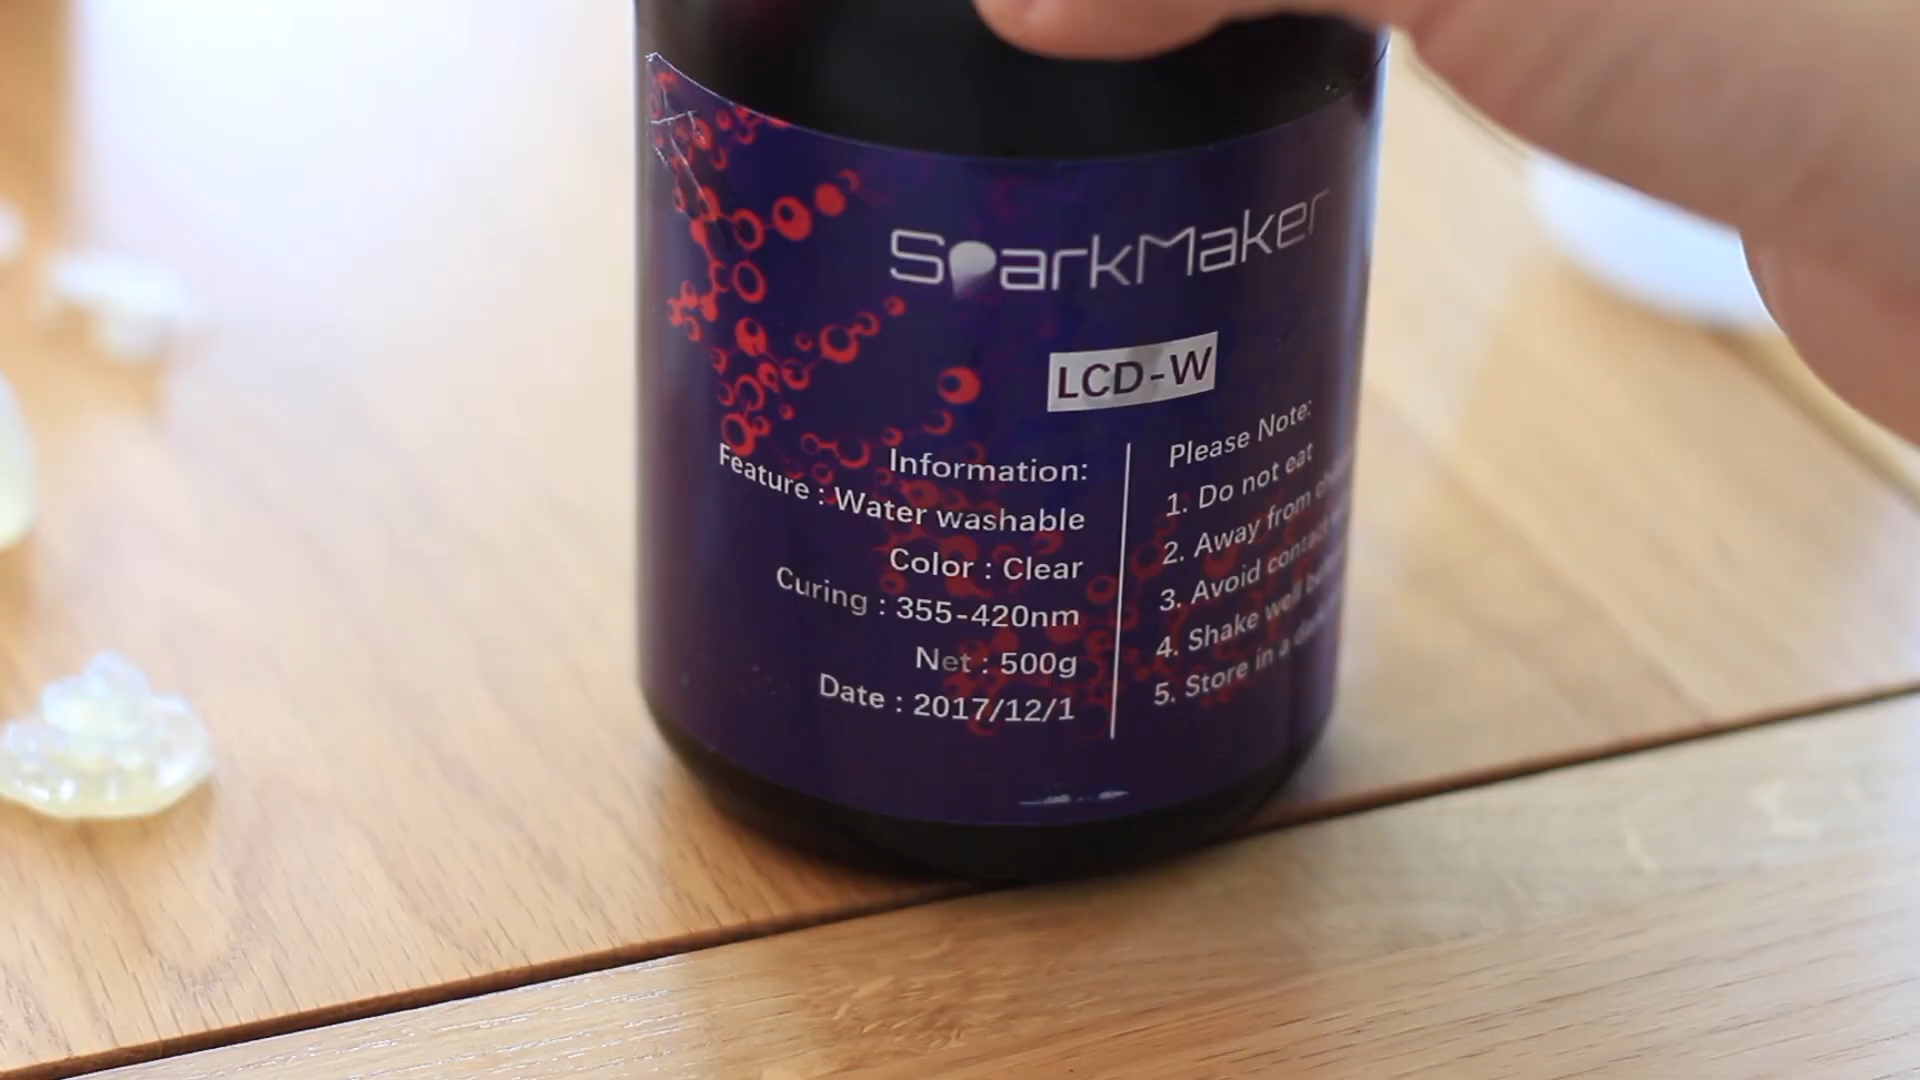 SparkMaker
LCD-W
Information:
Feature : Water washable
Color : Clear
Curing : 355-420nm
Net : 500g
Date : 2017/12/1
Please Note:
1. Do not eat
2. Away from
3. Avoid contact
4. Shake well
5. Store in a